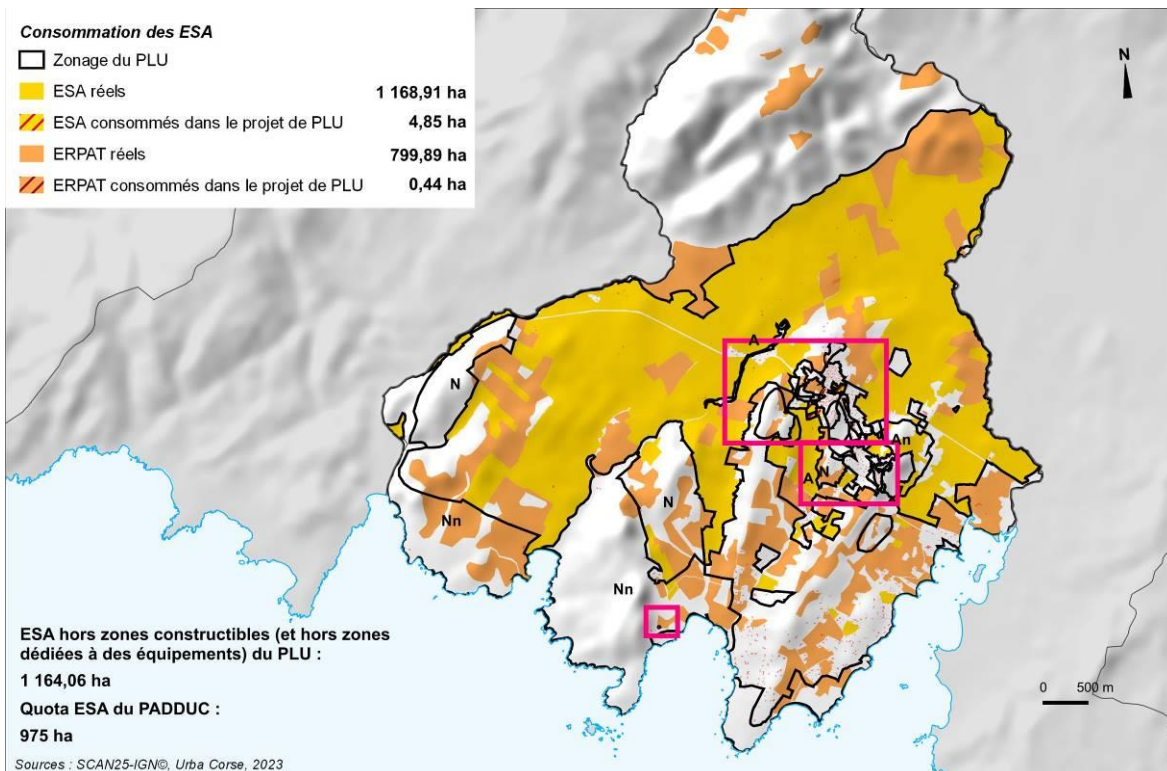 Consommation des ESA
Zonage du PLU
ESA réels 1 168,91 ha
ESA consommés dans le projet de PLU 4,85 ha
ERPAT réels 799,89 ha
ERPAT consommés dans le projet de PLU 0,44 ha
N
A
N
An
A N
N
Nn
Nn
ESA hors zones constructibles (et hors zones
dédiées à des équipements) du PLU :
1 164,06 ha
Quota ESA du PADDUC :
975 ha
0 500 m
Sources : SCAN25-IGN©, Urba Corse, 2023